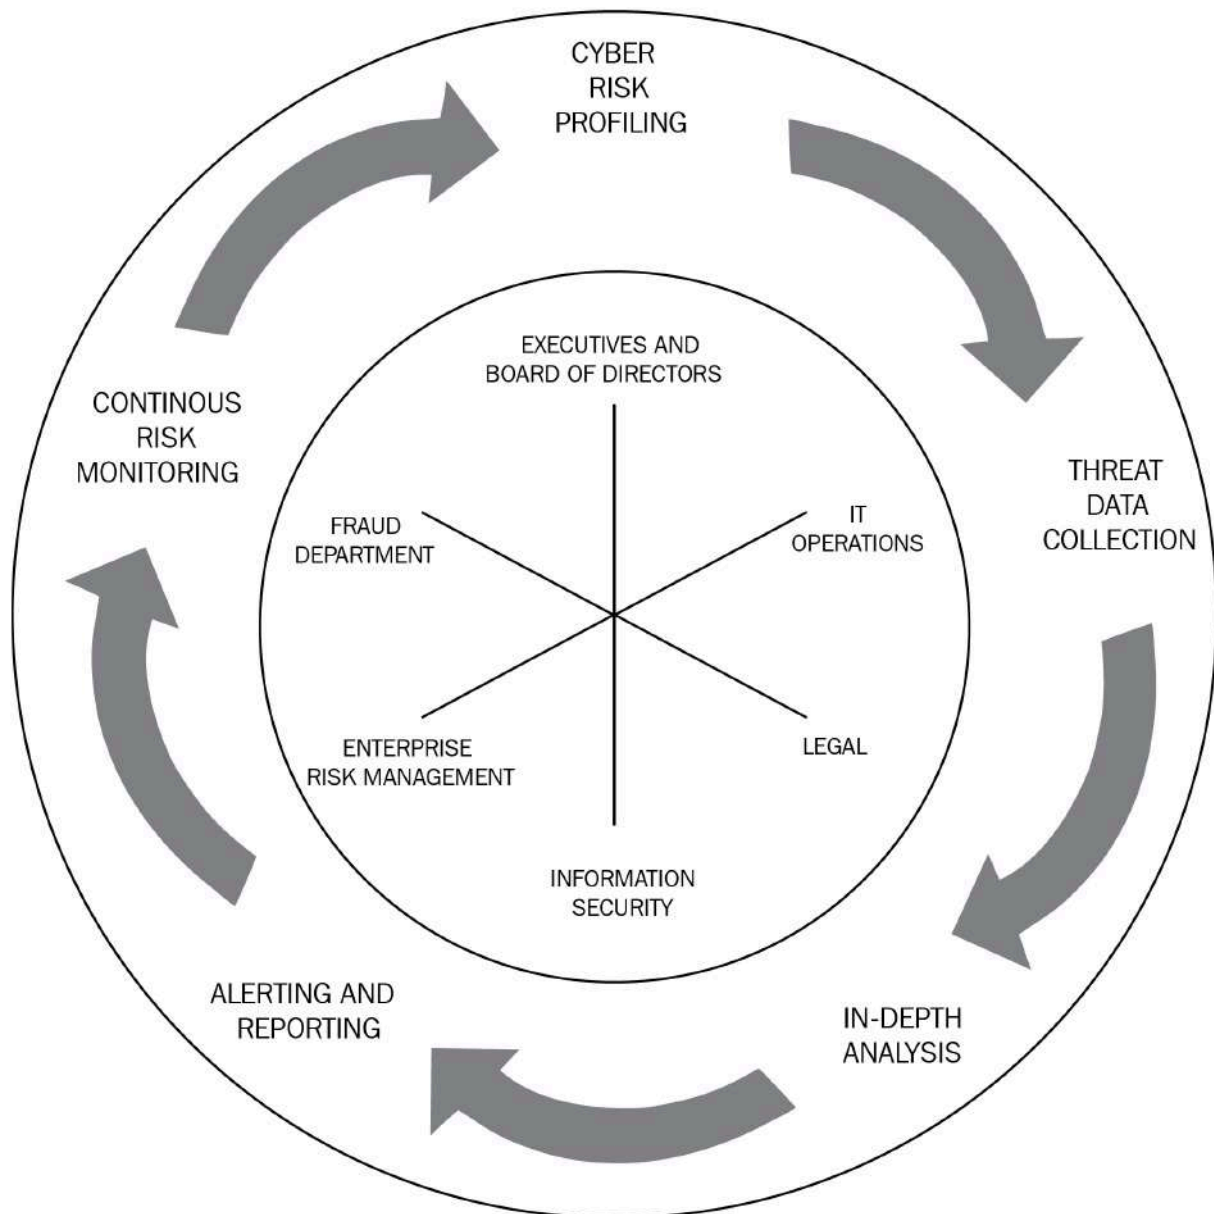 CYBER
RISK
PROFILING
THREAT
DATA
COLLECTION
IN-DEPTH
ANALYSIS
ALERTING AND
REPORTING
CONTINOUS
RISK
MONITORING
EXECUTIVES AND
BOARD OF DIRECTORS
IT
OPERATIONS
LEGAL
INFORMATION
SECURITY
ENTERPRISE
RISK MANAGEMENT
FRAUD
DEPARTMENT